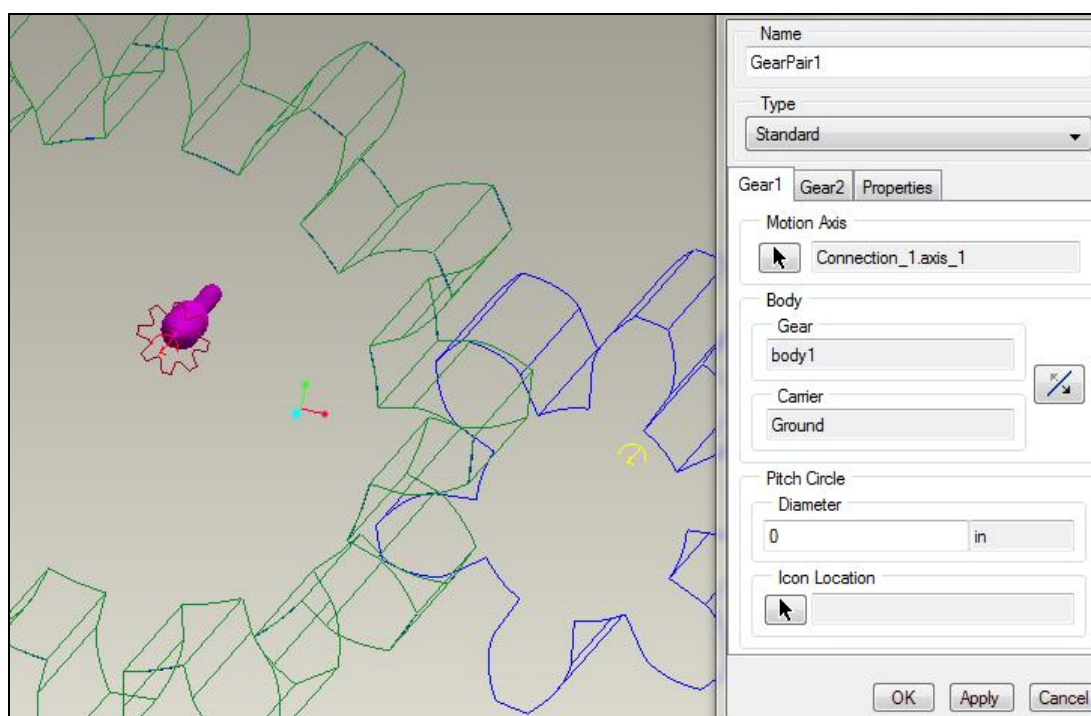 Name
GearPair1
Type
Standard
Gear1 Gear2 Properties
Motion Axis
Connection_1.axis_1
Body
Gear
body1
Carrier
Ground
Pitch Circle
Diameter
0 in
Icon Location
OK Apply Cancel